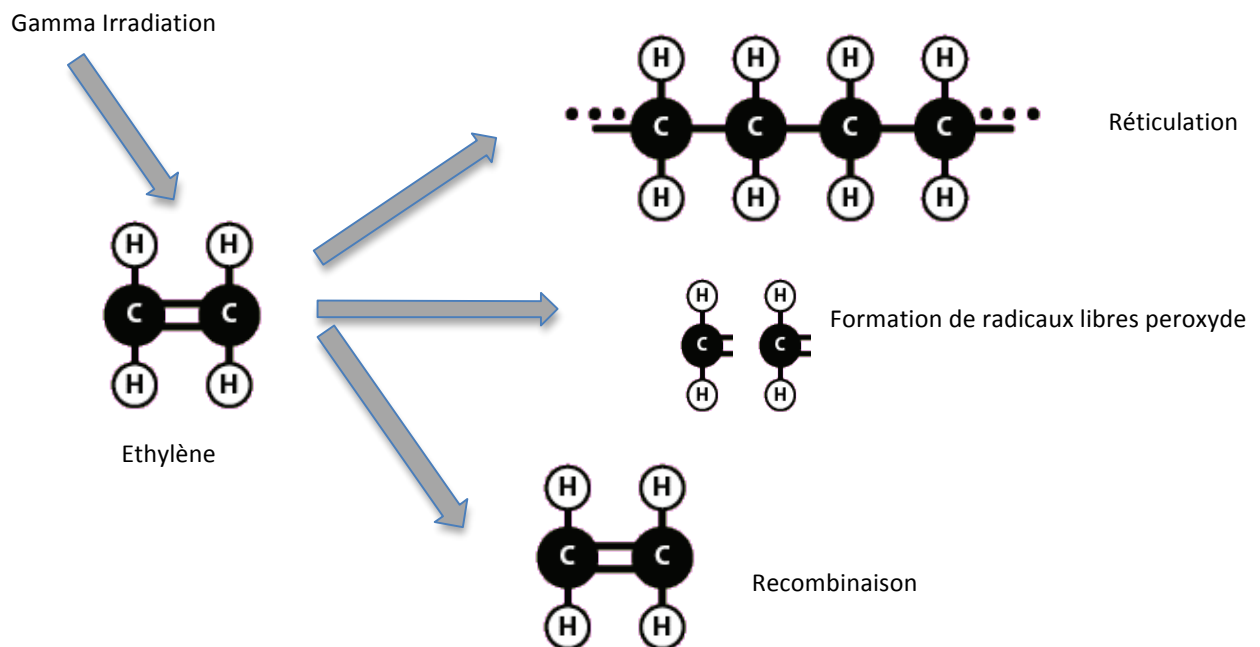 Gamma Irradiation
H H H H
C C C C
H H H H
Réticulation
H H
C C
H H
Ethylène
H H
C C
H H
Formation de radicaux libres peroxyde
H H
C C
H H
Recombinaison